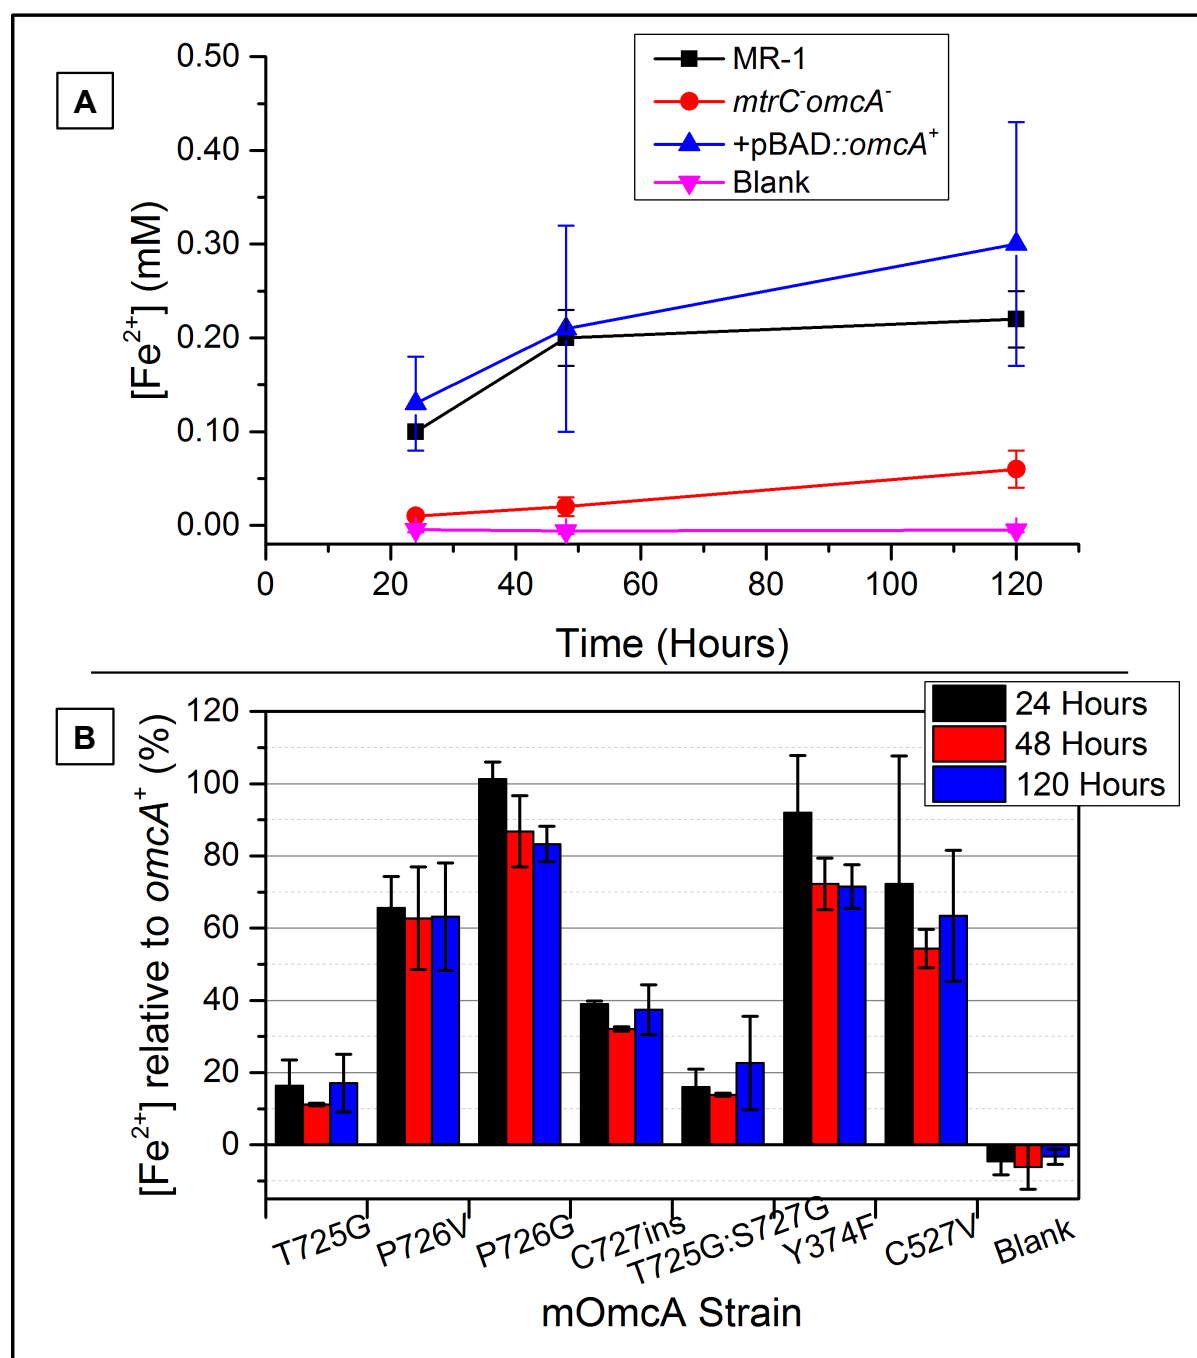 A
0.50
0.40
0.30
0.20
0.10
0.00
[Fe²⁺] (mM)
MR-1
mtrC⁻omcA⁻
+pBAD::omcA⁺
Blank
0 20 40 60 80 100 120
Time (Hours)
B
120
100
80
60
40
20
0
[Fe²⁺] relative to omcA⁺ (%)
24 Hours
48 Hours
120 Hours
T725G P726V P726G C727ins T725G:S727G Y374F C527V Blank
mOmcA Strain